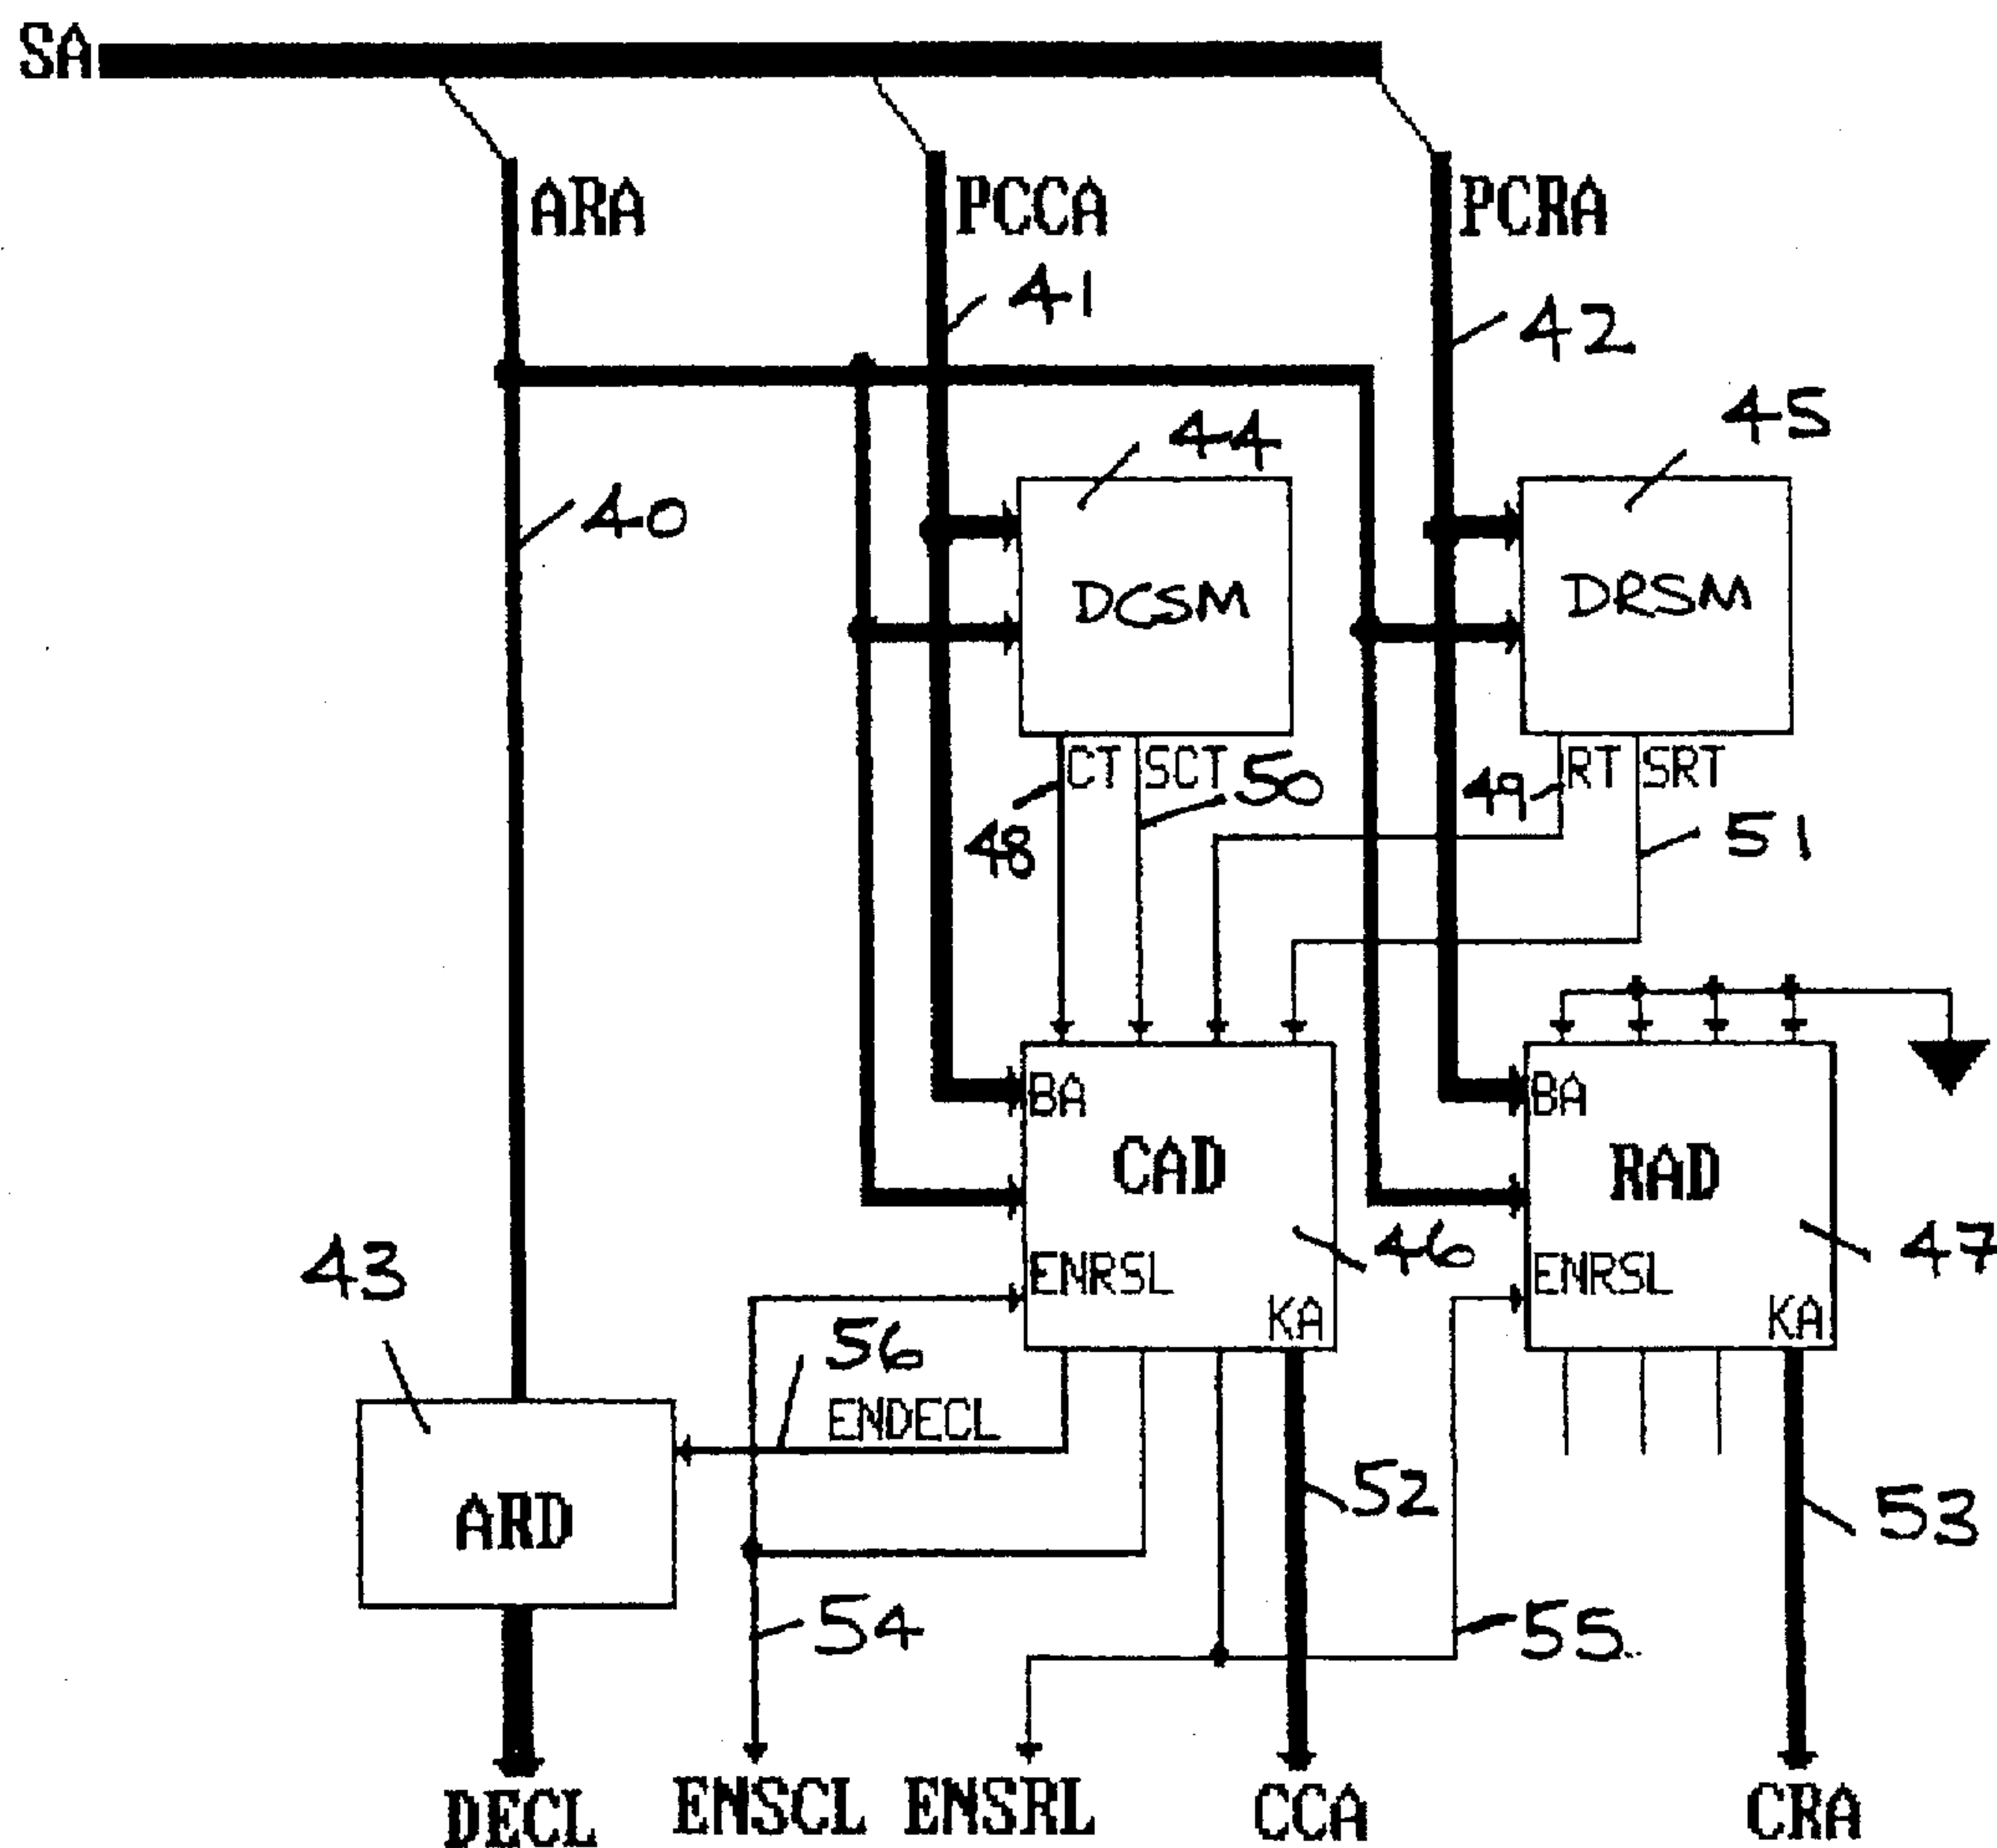 SA
ARA PCCA PCRA
41
42
45
44
40
DCSM DRSM
CT SCT 50 49 RT SRT
48 51
BA BA
CAD RAD
43 46 47
ENRSL ENRSL
KA KA
56
ENDECL
52 53
ARD
54 55
DECL ENSCL ENSRL CCA CRA